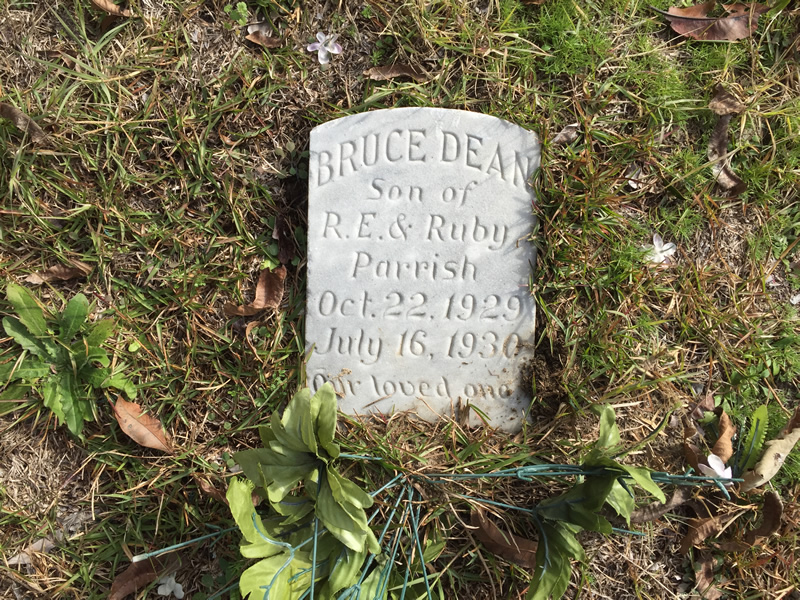 BRUCE DEAN
Son of
R.E. & Ruby
Parrish
Oct. 22, 1929
July 16, 1930
Our loved one